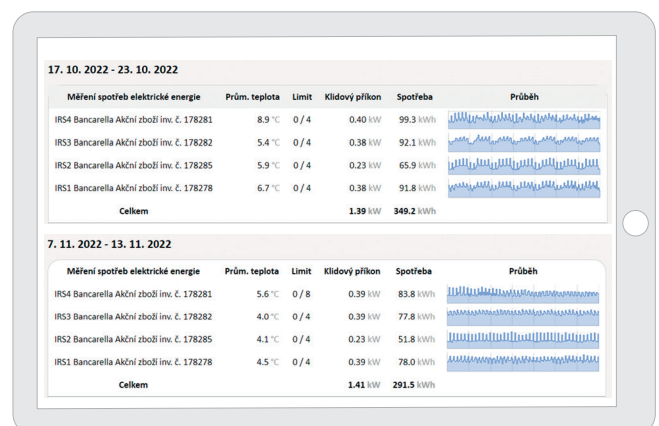 17. 10. 2022 - 23. 10. 2022
Měření spotřeb elektrické energie Prům. teplota Limit Klidový příkon Spotřeba Průběh
IRS4 Bancarella Akční zboží inv. č. 178281 8.9 °C 0 / 4 0.40 kW 99.3 kWh
IRS3 Bancarella Akční zboží inv. č. 178282 5.4 °C 0 / 4 0.38 kW 92.1 kWh
IRS2 Bancarella Akční zboží inv. č. 178285 5.9 °C 0 / 4 0.23 kW 65.9 kWh
IRS1 Bancarella Akční zboží inv. č. 178278 6.7 °C 0 / 4 0.38 kW 91.8 kWh
Celkem 1.39 kW 349.2 kWh
7. 11. 2022 - 13. 11. 2022
Měření spotřeb elektrické energie Prům. teplota Limit Klidový příkon Spotřeba Průběh
IRS4 Bancarella Akční zboží inv. č. 178281 5.6 °C 0 / 8 0.39 kW 83.8 kWh
IRS3 Bancarella Akční zboží inv. č. 178282 4.0 °C 0 / 4 0.39 kW 77.8 kWh
IRS2 Bancarella Akční zboží inv. č. 178285 4.1 °C 0 / 4 0.23 kW 51.8 kWh
IRS1 Bancarella Akční zboží inv. č. 178278 4.5 °C 0 / 4 0.39 kW 78.0 kWh
Celkem 1.41 kW 291.5 kWh